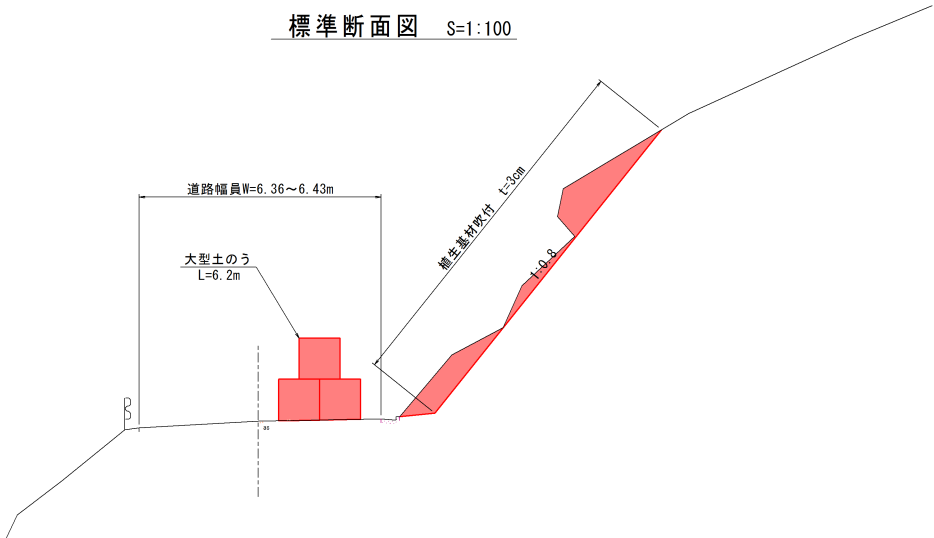 標準断面図 S=1:100
道路幅員W=6.36～6.43m
植生基材吹付 t=3cm
大型土のう
L=6.2m
1:0.8
as